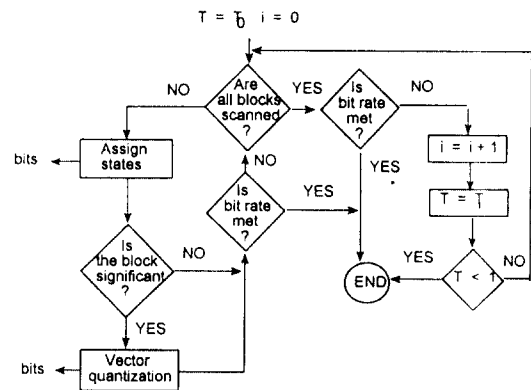 T = T0 i = 0
Are
all blocks
scanned
?
NO
YES
Is
bit rate
met
?
NO
YES
i = i + 1
T = T
T < 1
YES
NO
END
bits
Assign
states
NO
Is
bit rate
met
?
YES
Is
the block
significant
?
NO
YES
bits
Vector
quantization